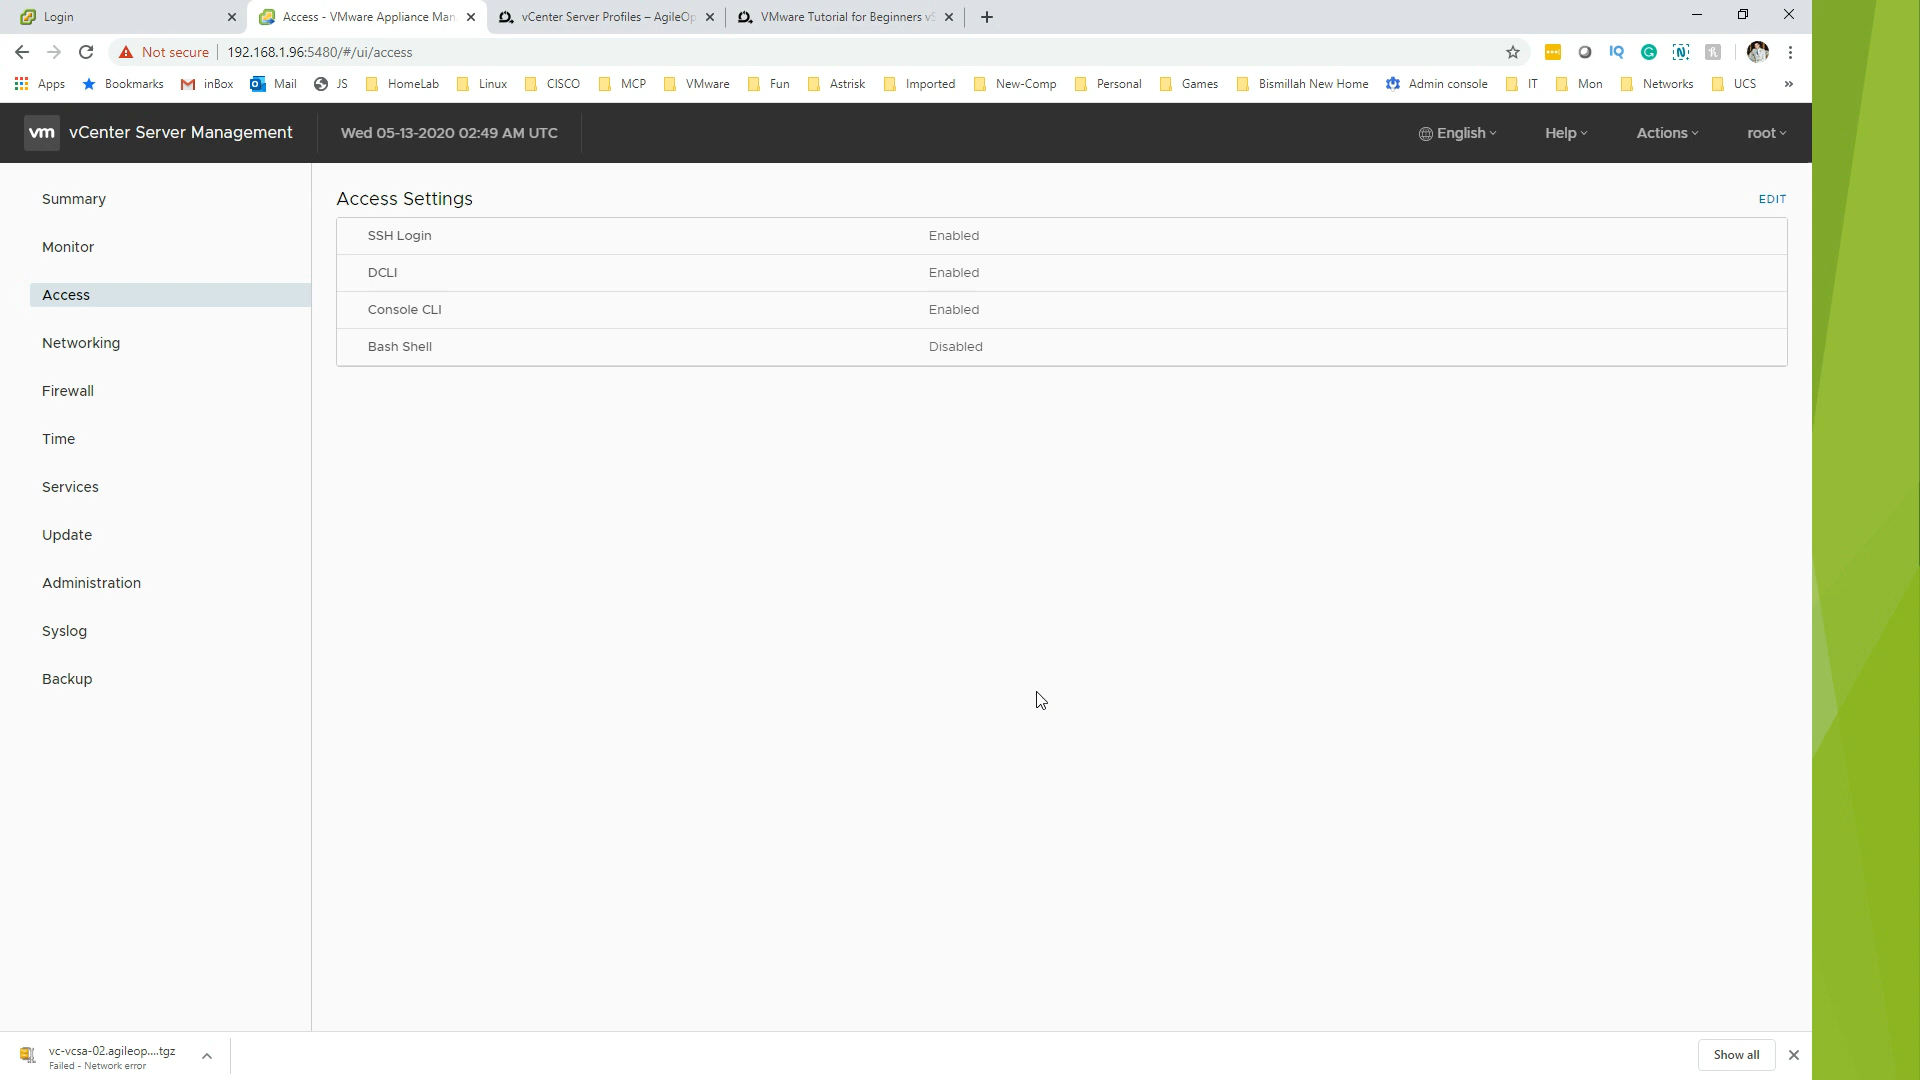 Login
Access - VMware Appliance Man
vCenter Server Profiles – AgileOp
VMware Tutorial for Beginners vS
Not secure
192.168.1.96:5480/#/ui/access
IQ
Apps
Bookmarks
inBox
Mail
JS
HomeLab
Linux
CISCO
MCP
VMware
Fun
Astrisk
Imported
New-Comp
Personal
Games
Bismillah New Home
Admin console
IT
Mon
Networks
UCS
»
vm
vCenter Server Management
Wed 05-13-2020 02:49 AM UTC
English
Help
Actions
root
Summary
Monitor
Access
Networking
Firewall
Time
Services
Update
Administration
Syslog
Backup
Access Settings
EDIT
SSH Login Enabled
DCLI Enabled
Console CLI Enabled
Bash Shell Disabled
vc-vcsa-02.agileop....tgz
Failed - Network error
Show all